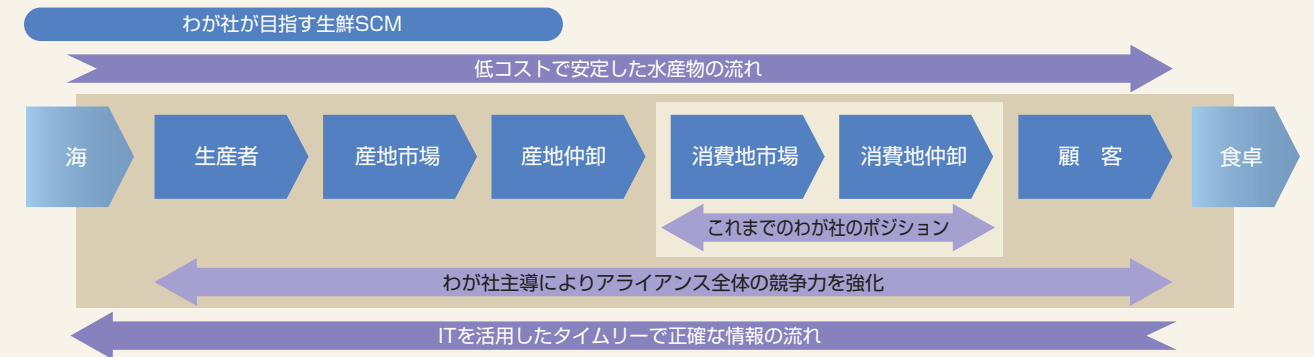 わが社が目指す生鮮SCM
低コストで安定した水産物の流れ
海
生産者
産地市場
産地仲卸
消費地市場
消費地仲卸
顧　客
食卓
これまでのわが社のポジション
わが社主導によりアライアンス全体の競争力を強化
ITを活用したタイムリーで正確な情報の流れ